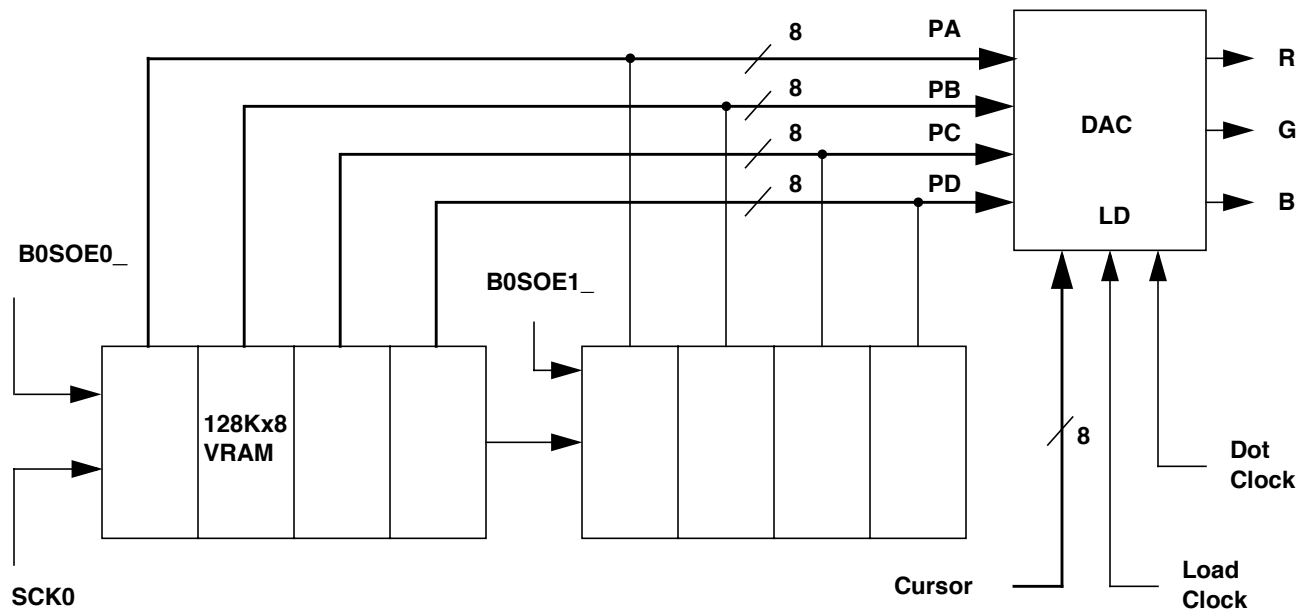 8
PA
R
8
PB
DAC
G
8
PC
8
PD
B
LD
B0SOE0_
B0SOE1_
128Kx8
VRAM
8
Dot
Clock
SCK0
Cursor
Load
Clock